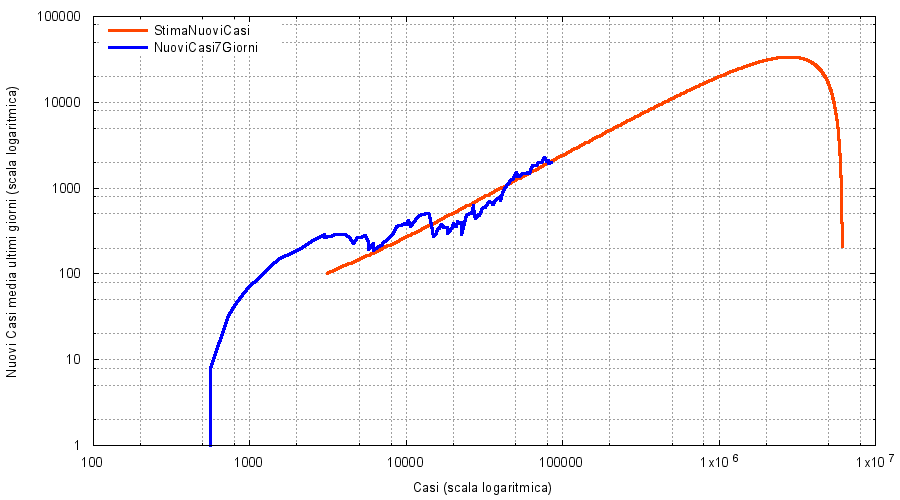 100000
10000
1000
100
10
1
StimaNuoviCasi
NuoviCasi7Giorni
Nuovi Casi media ultimi giorni (scala logaritmica)
100 1000 10000 100000 1x10 6 1x10 7
Casi (scala logaritmica)